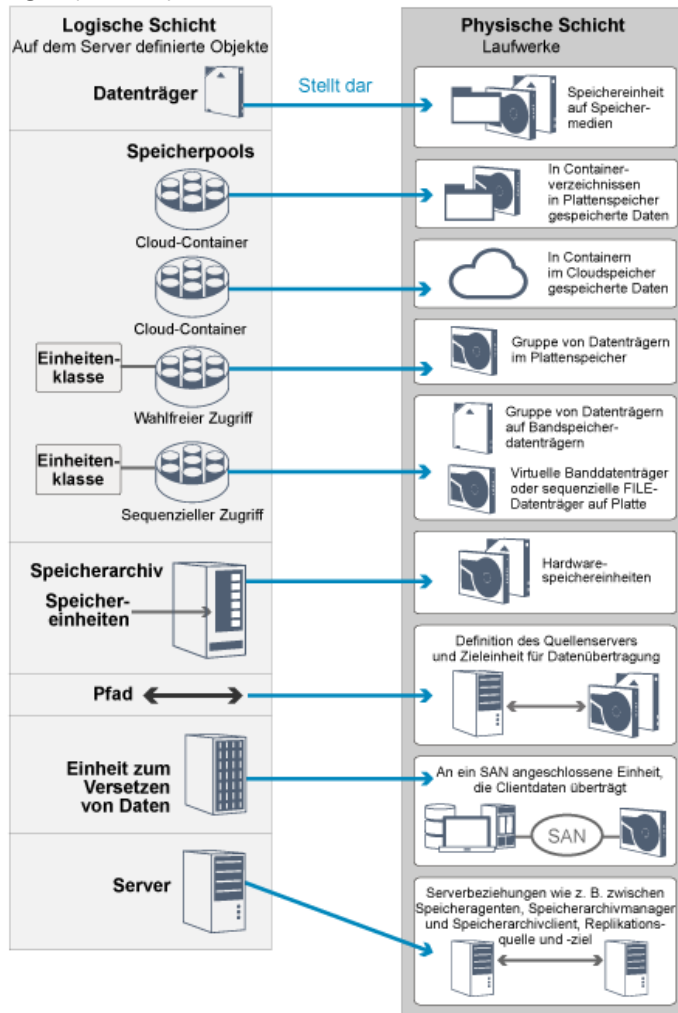 Logische Schicht
Auf dem Server definierte Objekte
Datenträger
Speicherpools
Cloud-Container
Cloud-Container
Einheiten-
klasse
Wahlfreier Zugriff
Einheiten-
klasse
Sequenzieller Zugriff
Speicherarchiv
Speicher-
einheiten
Pfad
Einheit zum
Versetzen
von Daten
Server
Stellt dar
Physische Schicht
Laufwerke
Speichereinheit
auf Speicher-
medien
In Container-
verzeichnissen
in Plattenspeicher
gespeicherte Daten
In Containern
im Cloudspeicher
gespeicherte Daten
Gruppe von Datenträgern
im Plattenspeicher
Gruppe von Datenträgern
auf Bandspeicher-
datenträgern
Virtuelle Banddatenträger
oder sequenzielle FILE-
Datenträger auf Platte
Hardware-
speichereinheiten
Definition des Quellenservers
und Zieleinheit für Datenübertragung
An ein SAN angeschlossene Einheit,
die Clientdaten überträgt
SAN
Serverbeziehungen wie z. B. zwischen
Speicheragenten, Speicherarchivmanager
und Speicherarchivclient, Replikations-
quelle und -ziel